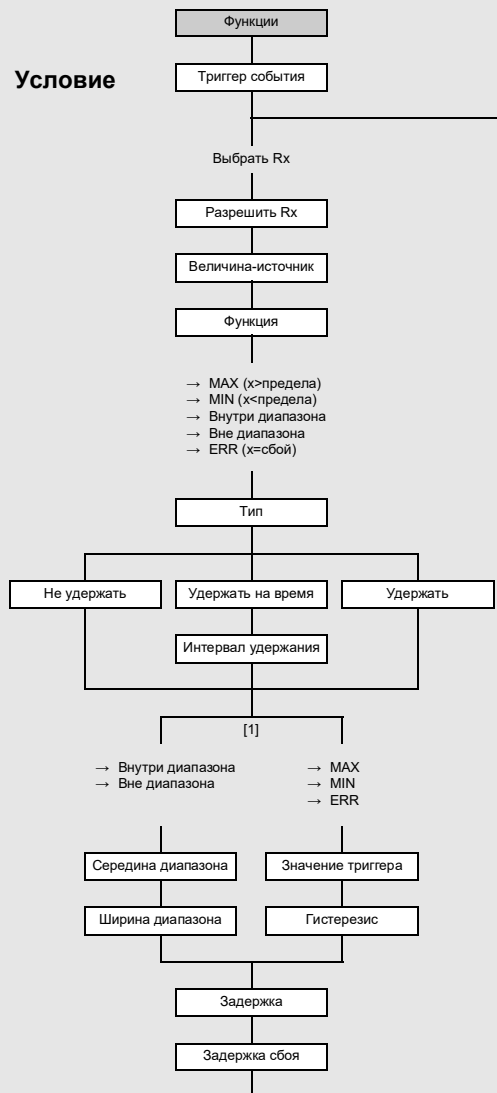 Функции
Условие
Триггер события
Выбрать Rx
Разрешить Rx
Величина-источник
Функция
→ MAX (x>предела)
→ MIN (x<предела)
→ Внутри диапазона
→ Вне диапазона
→ ERR (x=сбой)
Тип
Не удержать
Удержать на время
Удержать
Интервал удержания
[1]
→ Внутри диапазона
→ Вне диапазона
→ MAX
→ MIN
→ ERR
Середина диапазона
Значение триггера
Ширина диапазона
Гистерезис
Задержка
Задержка сбоя